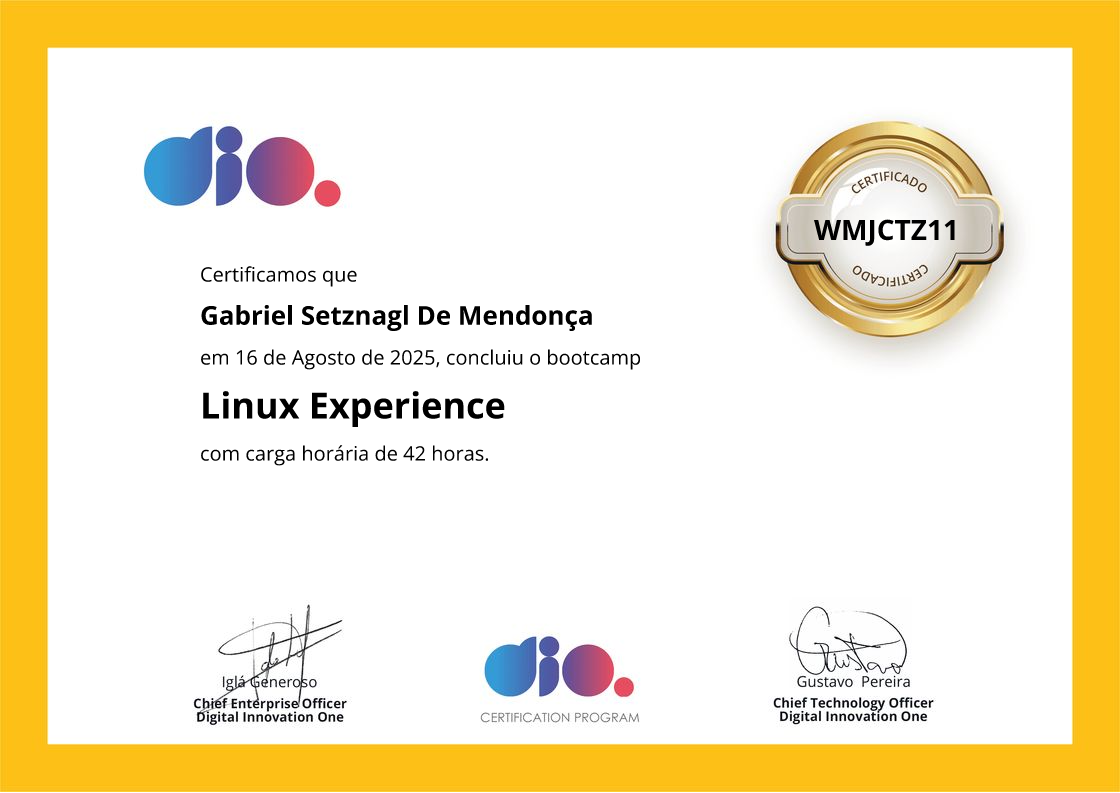 dio.
CERTIFICADO
WMJCTZ11
CERTIFICADO
Certificamos que
Gabriel Setznagl De Mendonça
em 16 de Agosto de 2025, concluiu o bootcamp
Linux Experience
com carga horária de 42 horas.
Iglá Generoso
Chief Enterprise Officer
Digital Innovation One
dio.
CERTIFICATION PROGRAM
Gustavo
Gustavo Pereira
Chief Technology Officer
Digital Innovation One